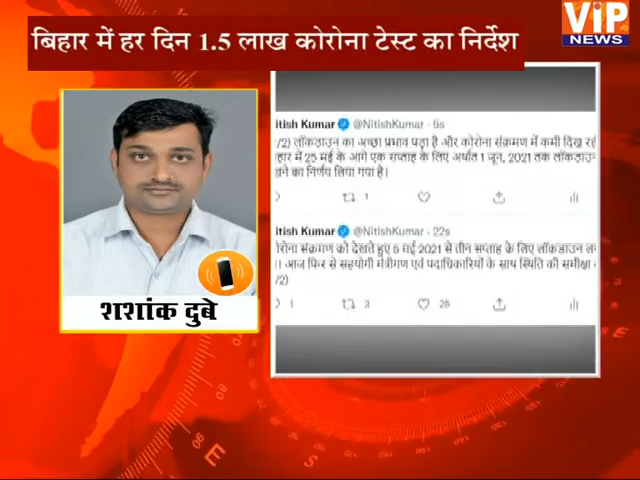 बिहार में हर दिन 1.5 लाख कोरोना टेस्ट का निर्देश
VIP
NEWS
itish Kumar @NitishKumar · 6s
/2) लॉकडाउन का अच्छा प्रभाव पड़ा है और कोरोना संक्रमण में कमी दिख रही
हार में 25 मई के आगे एक सप्ताह के लिए अर्थात 1 जून, 2021 तक लॉकडाउन
का निर्णय लिया गया है।
1
itish Kumar @NitishKumar · 22s
रोना संक्रमण को देखते हुए 5 मई 2021 से तीन सप्ताह के लिए लॉकडाउन
। आज फिर से सहयोगी मंत्रीगण एवं पदाधिकारियों के साथ स्थिति की समीक्षा
/2)
1 3 26
शशांक दुबे
E
S